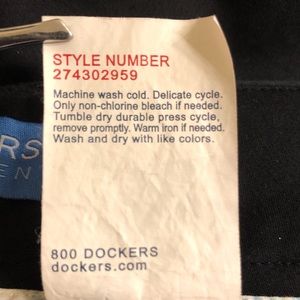 STYLE NUMBER
274302959
Machine wash cold. Delicate cycle.
Only non-chlorine bleach if needed.
Tumble dry durable press cycle,
remove promptly. Warm iron if needed.
Wash and dry with like colors.
800 DOCKERS
dockers.com